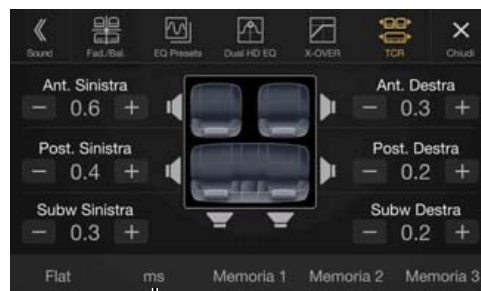 Sound Fad./Bal. EQ Presets Dual HD EQ X-OVER TCR Chiudi
Ant. Sinistra Ant. Destra
− 0.6 + − 0.3 +
Post. Sinistra Post. Destra
− 0.4 + − 0.2 +
Subw Sinistra Subw Destra
− 0.3 + − 0.2 +
Flat ms Memoria 1 Memoria 2 Memoria 3